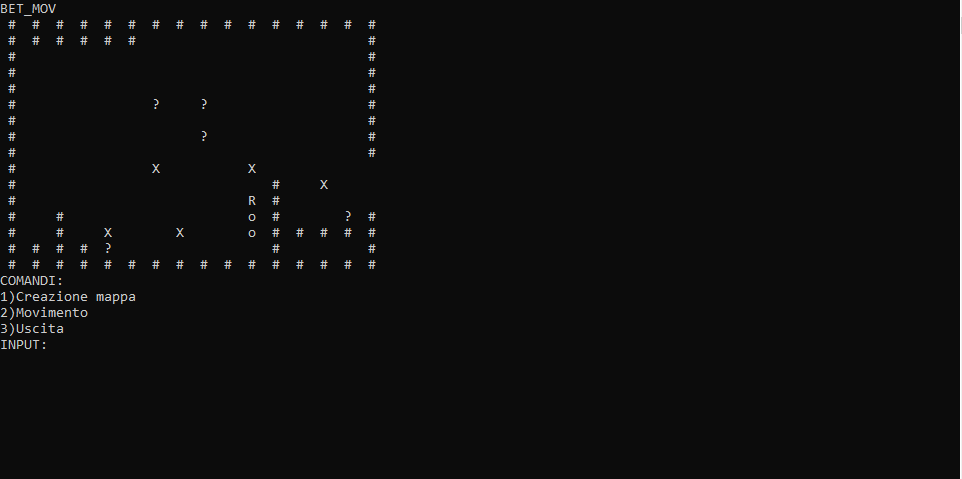 BET_MOV
 #  #  #  #  #  #  #  #  #  #  #  #  #  #  #  #
 #  #  #  #  #  #                             #
 #                                            #
 #                                            #
 #                                            #
 #                 ?     ?                    #
 #                                            #
 #                       ?                    #
 #                                            #
 #                 X           X
 #                                #     X
 #                             R  #
 #     #                       o  #        ?  #
 #     #     X        X        o  #  #  #  #  #
 #  #  #  #  ?                    #           #
 #  #  #  #  #  #  #  #  #  #  #  #  #  #  #  #
COMANDI:
1)Creazione mappa
2)Movimento
3)Uscita
INPUT: